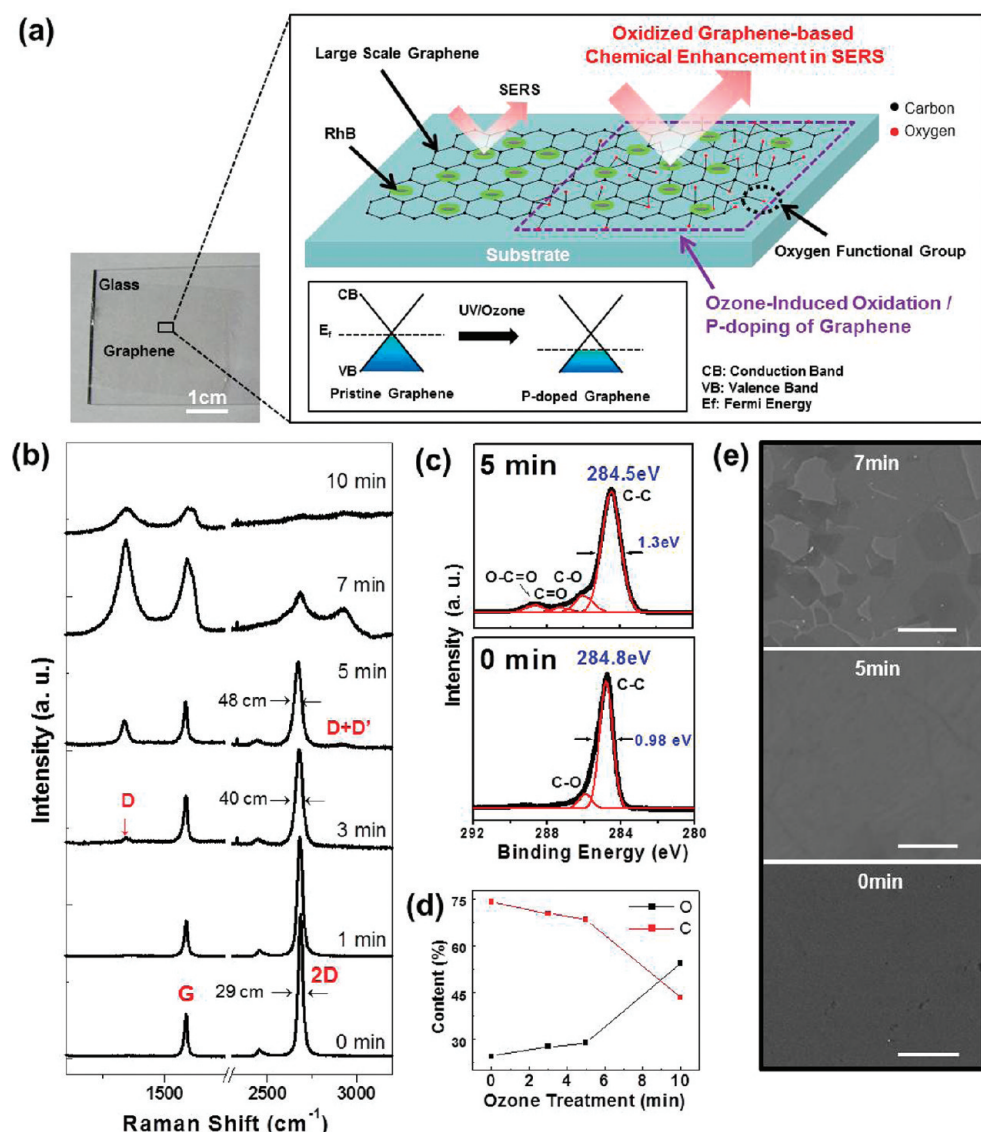 (a)
Large Scale Graphene
RhB
SERS
Oxidized Graphene-based
Chemical Enhancement in SERS
Carbon
Oxygen
Substrate
Oxygen Functional Group
Ozone-Induced Oxidation /
P-doping of Graphene
Glass
Graphene
1cm
CB
Ef
VB
UV/Ozone
Pristine Graphene
P-doped Graphene
CB: Conduction Band
VB: Valence Band
Ef: Fermi Energy
(b)
Intensity (a. u.)
10 min
7 min
5 min
48 cm
D+D'
D
40 cm
3 min
1 min
G
29 cm
2D
0 min
1500
2500
3000
Raman Shift (cm-1)
(c)
Intensity (a. u.)
5 min
284.5eV
C-C
1.3eV
O-C=O
C=O
C-O
0 min
284.8eV
C-C
0.98 eV
C-O
292
288
284
280
Binding Energy (eV)
(d)
Content (%)
75
60
45
30
O
C
0
2
4
6
8
10
Ozone Treatment (min)
(e)
7min
5min
0min